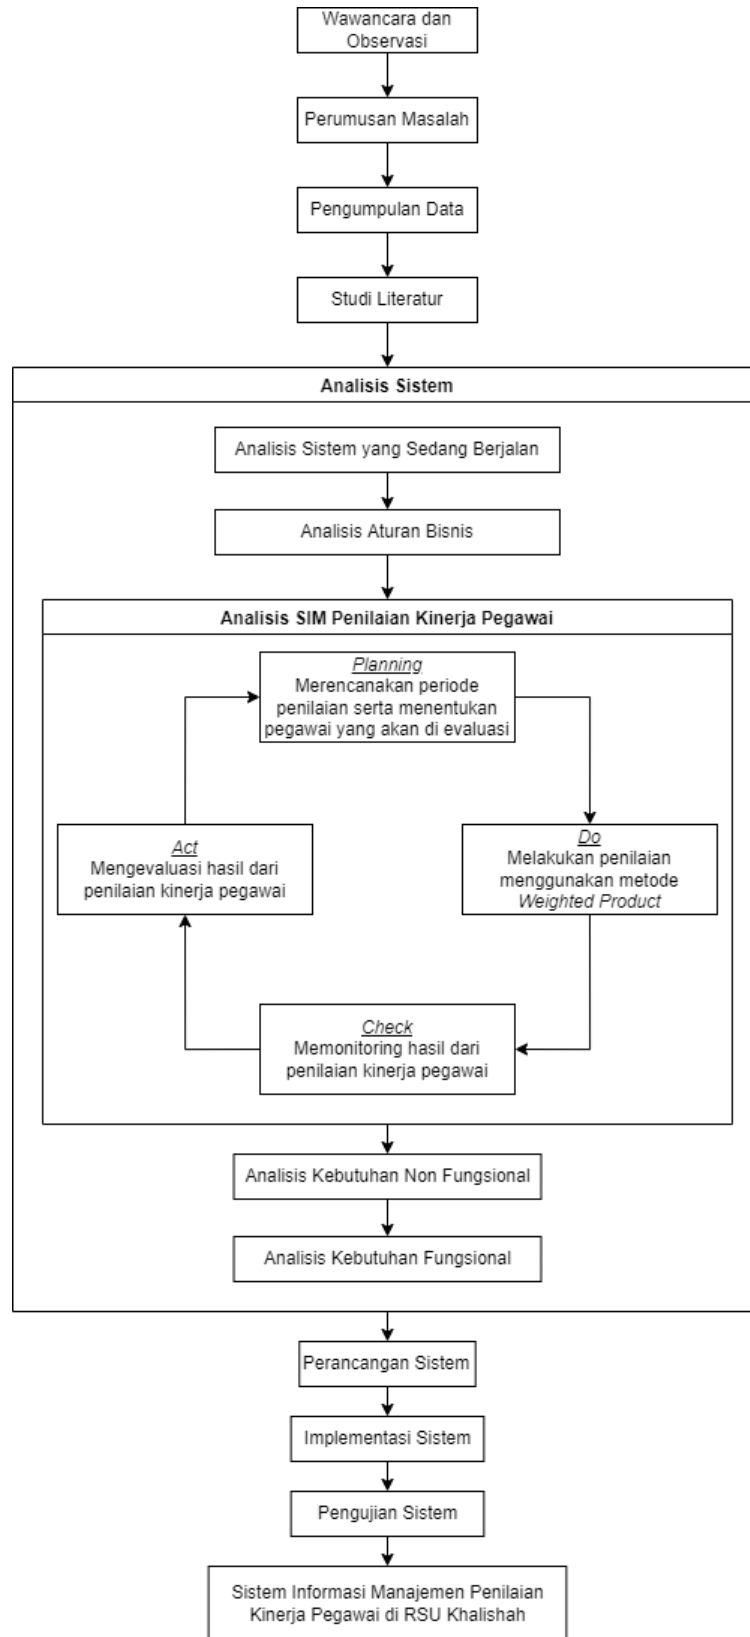 Wawancara dan
Observasi
Perumusan Masalah
Pengumpulan Data
Studi Literatur
Analisis Sistem
Analisis Sistem yang Sedang Berjalan
Analisis Aturan Bisnis
Analisis SIM Penilaian Kinerja Pegawai
Planning
Merencanakan periode
penilaian serta menentukan
pegawai yang akan di evaluasi
Do
Melakukan penilaian
menggunakan metode
Weighted Product
Check
Memonitoring hasil dari
penilaian kinerja pegawai
Act
Mengevaluasi hasil dari
penilaian kinerja pegawai
Analisis Kebutuhan Non Fungsional
Analisis Kebutuhan Fungsional
Perancangan Sistem
Implementasi Sistem
Pengujian Sistem
Sistem Informasi Manajemen Penilaian
Kinerja Pegawai di RSU Khalishah